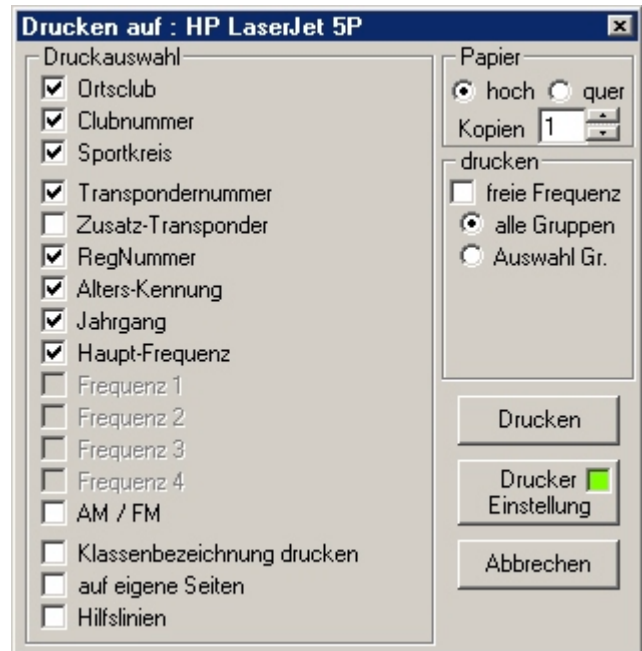 Drucken auf : HP LaserJet 5P
Druckauswahl
Ortsclub
Clubnummer
Sportkreis
Transpondernummer
Zusatz-Transponder
RegNummer
Alters-Kennung
Jahrgang
Haupt-Frequenz
Frequenz 1
Frequenz 2
Frequenz 3
Frequenz 4
AM / FM
Klassenbezeichnung drucken
auf eigene Seiten
Hilfslinien
Papier
hoch quer
Kopien 1
drucken
freie Frequenz
alle Gruppen
Auswahl Gr.
Drucken
Drucker
Einstellung
Abbrechen